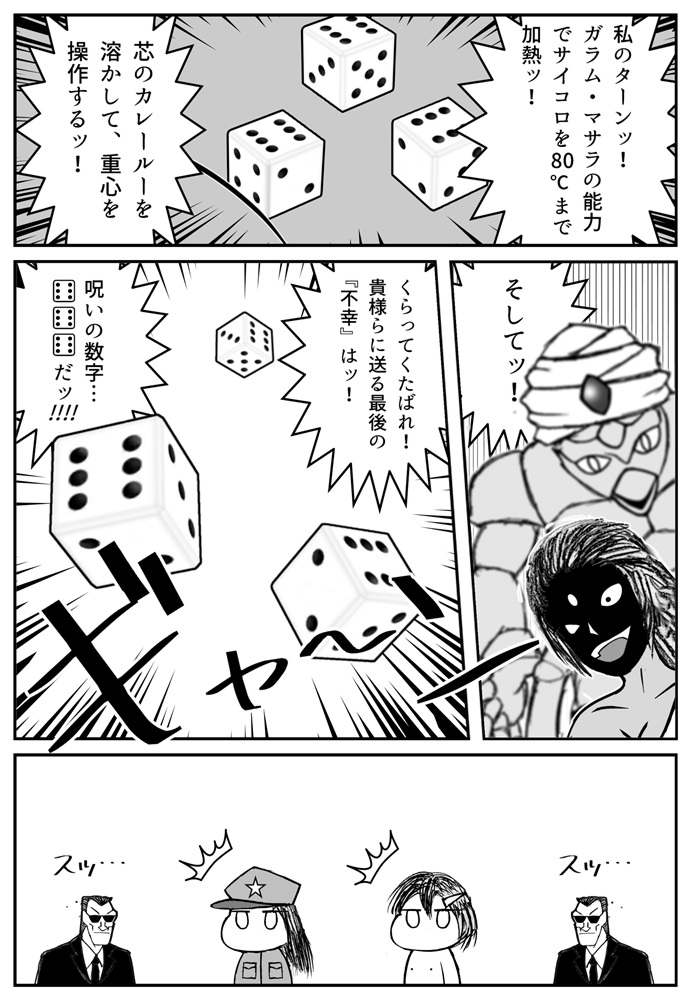 私のターンッ！
ガラム・マサラの能力
でサイコロを80℃まで
加熱ッ！
芯のカレールーを
溶かして、重心を
操作するッ！
そしてッ！
くらってくたばれ！
貴様らに送る最後の
『不幸』はッ！
呪いの数字…
⚅⚅⚅だッ!!!!
ギャ〜ン
スッ…
スッ…